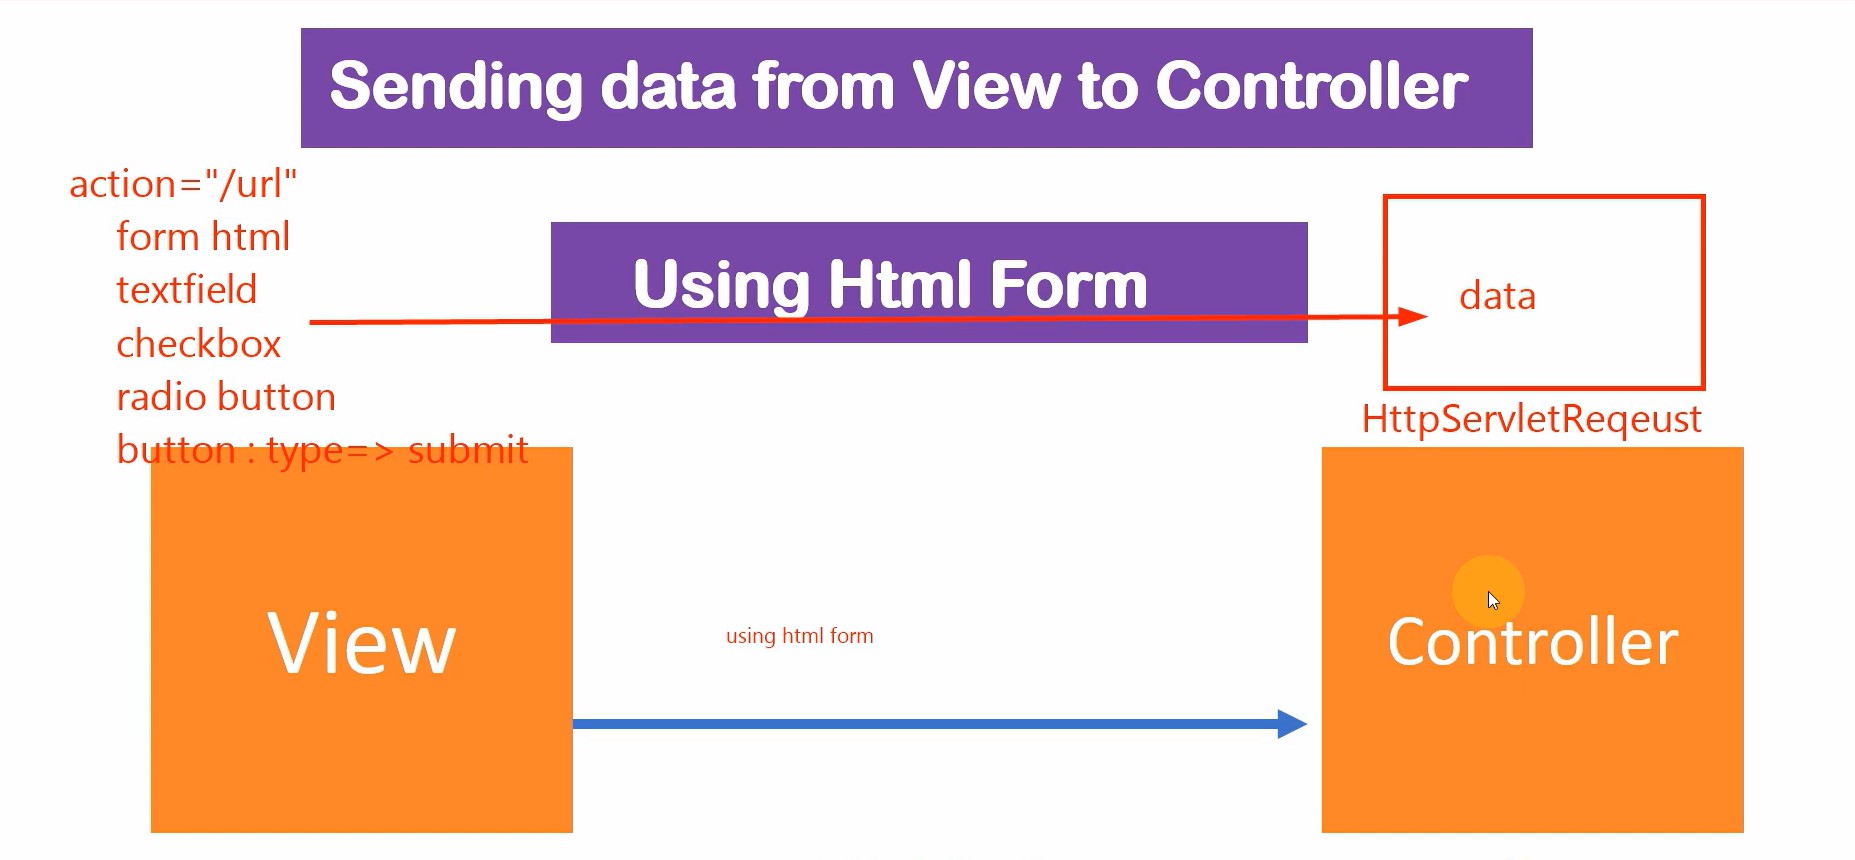 Sending data from View to Controller
action="/url"
form html
textfield
checkbox
radio button
button : type=> submit
Using Html Form
data
HttpServletReqeust
View
using html form
Controller